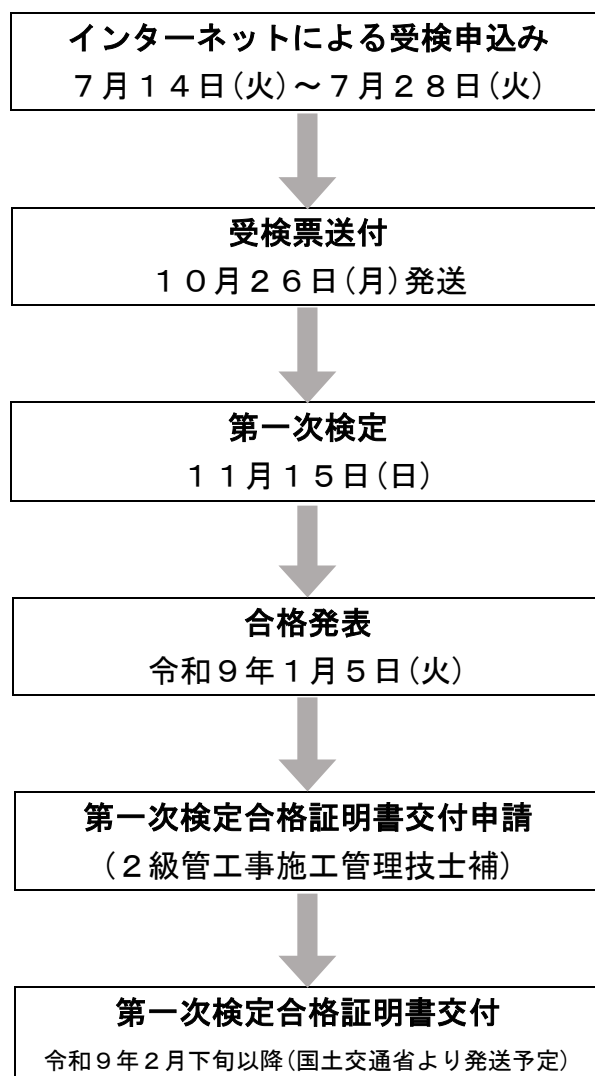 インターネットによる受検申込み
７月１４日(火)～７月２８日(火)
受検票送付
１０月２６日(月)発送
第一次検定
１１月１５日(日)
合格発表
令和９年１月５日(火)
第一次検定合格証明書交付申請
(２級管工事施工管理技士補)
第一次検定合格証明書交付
令和９年２月下旬以降(国土交通省より発送予定)